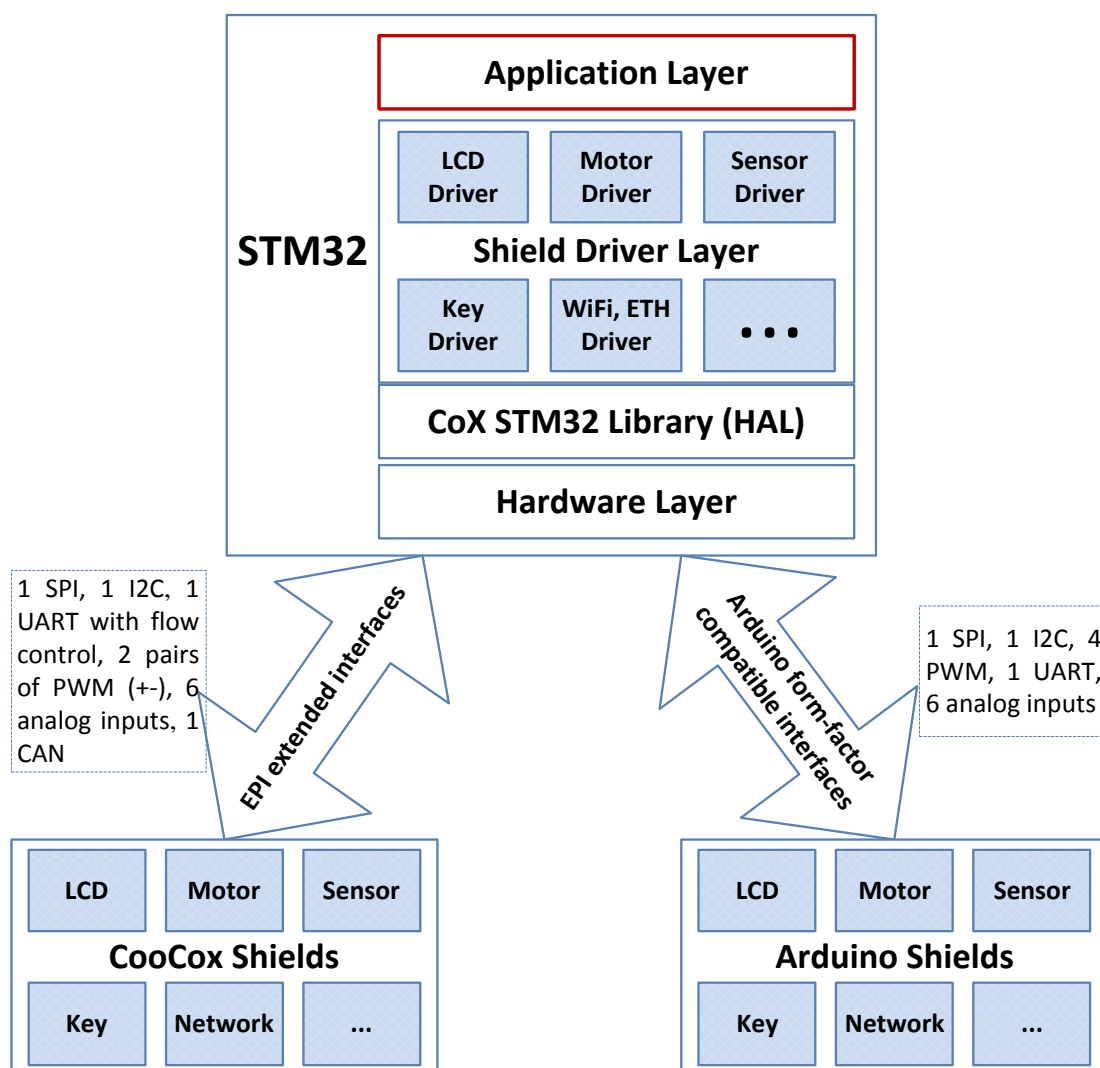 Application Layer
LCD
Driver
Motor
Driver
Sensor
Driver
STM32
Shield Driver Layer
Key
Driver
WiFi, ETH
Driver
...
CoX STM32 Library (HAL)
Hardware Layer
1 SPI, 1 I2C, 1
UART with flow
control, 2 pairs
of PWM (+-), 6
analog inputs, 1
CAN
EPI extended interfaces
Arduino form-factor
compatible interfaces
1 SPI, 1 I2C, 4
PWM, 1 UART,
6 analog inputs
LCD
Motor
Sensor
CooCox Shields
Key
Network
...
LCD
Motor
Sensor
Arduino Shields
Key
Network
...